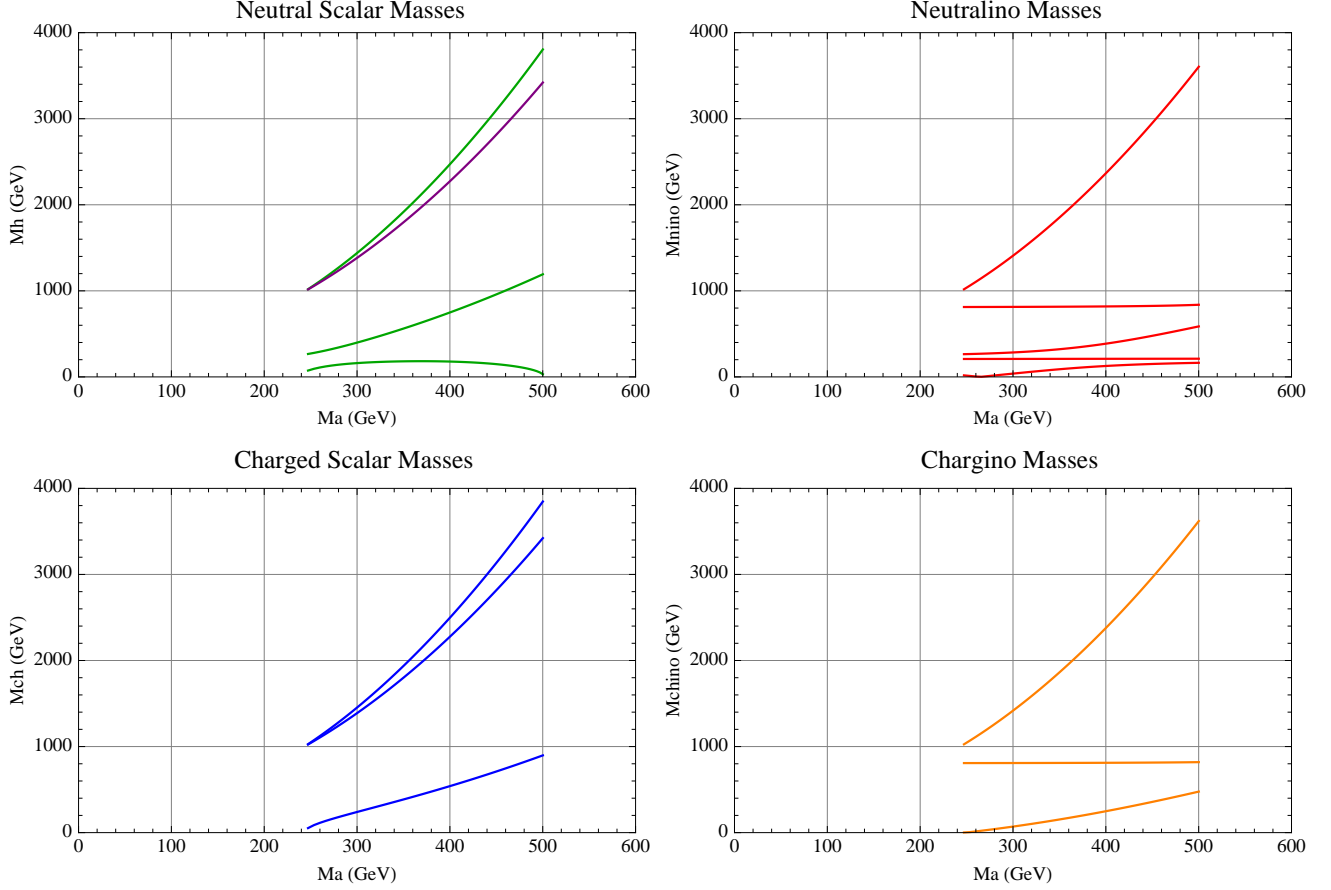 Neutral Scalar Masses
4000
3000
2000
1000
0
Mh (GeV)
0 100 200 300 400 500 600
Ma (GeV)
Neutralino Masses
4000
3000
2000
1000
0
Mnino (GeV)
0 100 200 300 400 500 600
Ma (GeV)
Charged Scalar Masses
4000
3000
2000
1000
0
Mch (GeV)
0 100 200 300 400 500 600
Ma (GeV)
Chargino Masses
4000
3000
2000
1000
0
Mchino (GeV)
0 100 200 300 400 500 600
Ma (GeV)